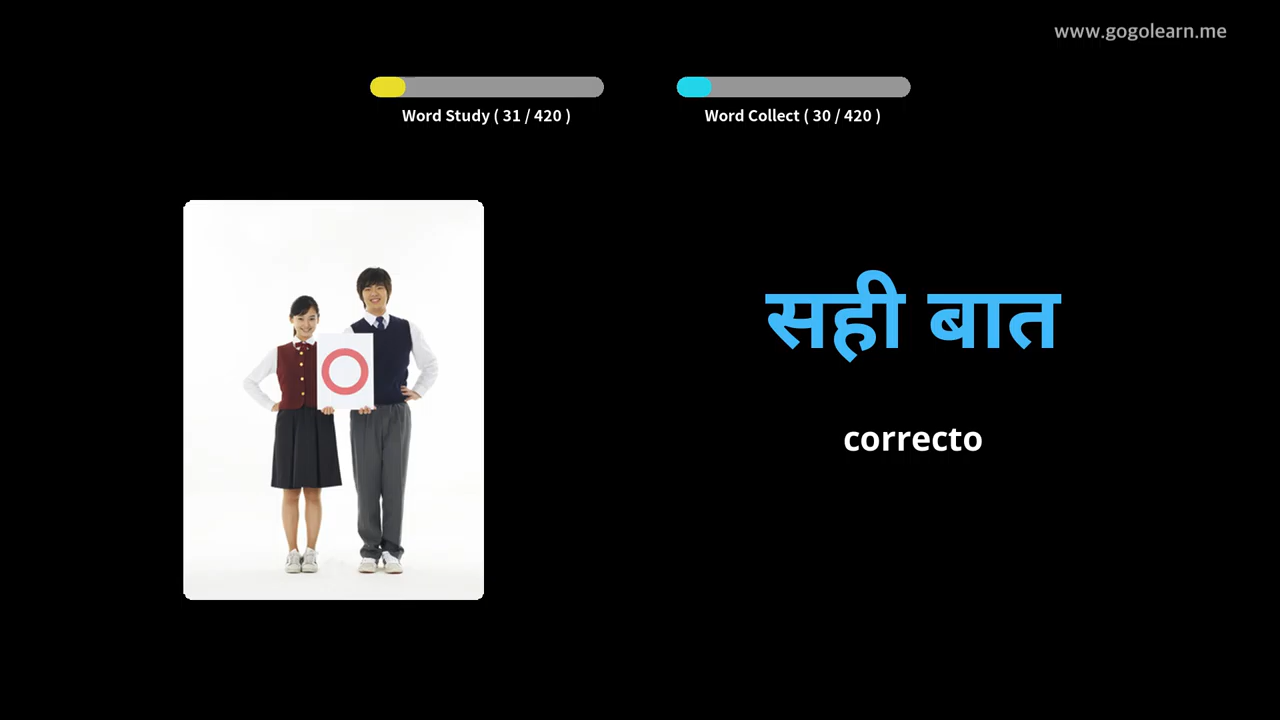 www.gogolearn.me
Word Study ( 31 / 420 )
Word Collect ( 30 / 420 )
सही बात
correcto